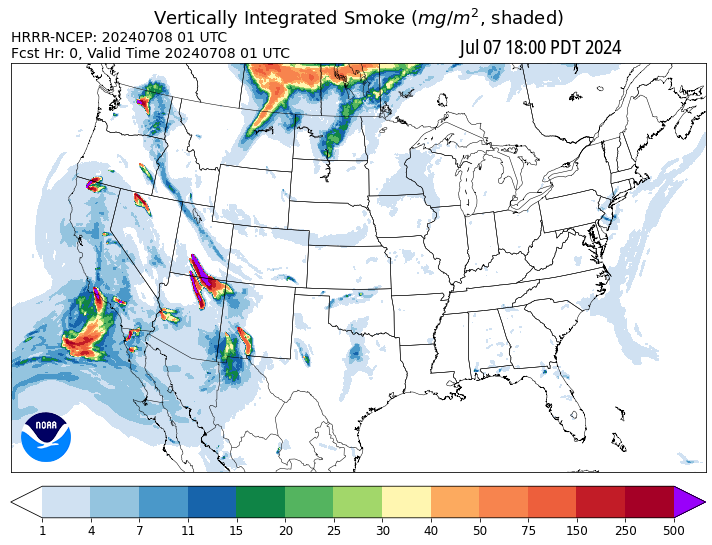 Vertically Integrated Smoke (mg/m², shaded)
HRRR-NCEP: 20240708 01 UTC
Fcst Hr: 0, Valid Time 20240708 01 UTC
Jul 07 18:00 PDT 2024
NOAA
1 4 7 11 15 20 25 30 40 50 75 150 250 500